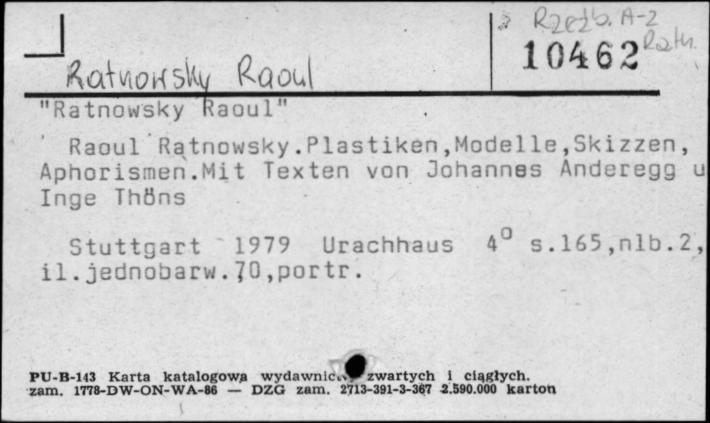 Rzeźb. A-2
10462 Ratn.
Ratnowsky Raoul
"Ratnowsky Raoul"
Raoul Ratnowsky.Plastiken,Modelle,Skizzen,
Aphorismen.Mit Texten von Johannes Anderegg u
Inge Thöns
Stuttgart 1979 Urachhaus 4° s.165,nlb.2,
il.jednobarw.70,portr.
PU-B-143 Karta katalogowa zwartych i ciągłych.
zam. 1778-DW-ON-WA-86 — DZG zam. 2713-391-3-367 2.590.000 karton